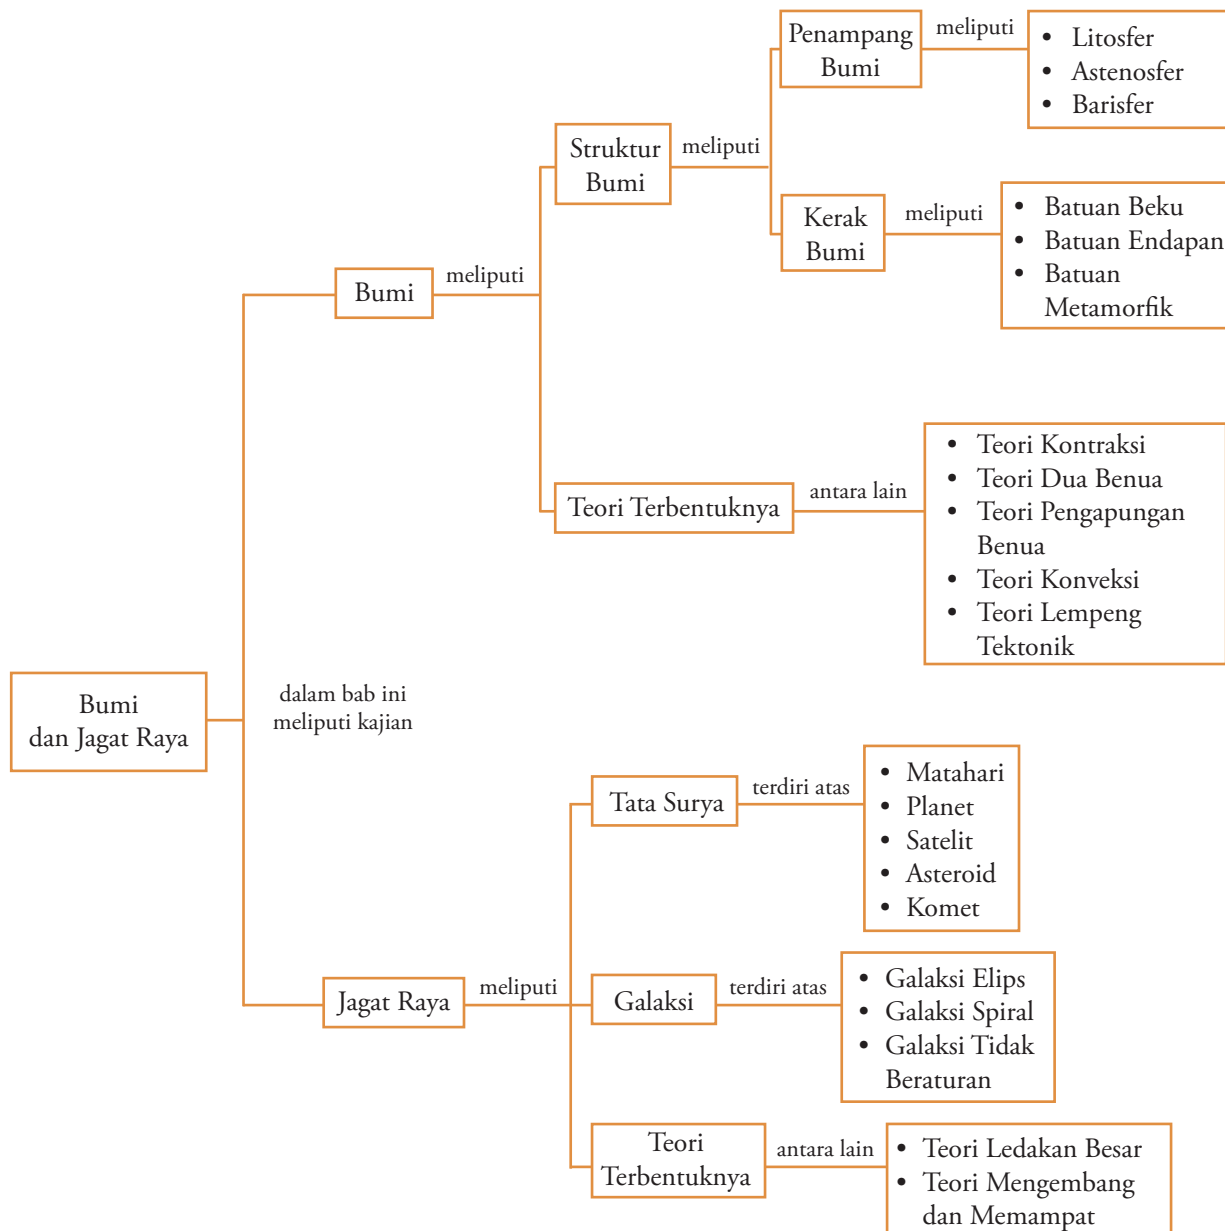 Bumi
dan Jagat Raya
dalam bab ini
meliputi kajian
Bumi
meliputi
Struktur
Bumi
meliputi
Penampang
Bumi
meliputi
• Litosfer
• Astenosfer
• Barisfer
Kerak
Bumi
meliputi
• Batuan Beku
• Batuan Endapan
• Batuan
Metamorfik
Teori Terbentuknya
antara lain
• Teori Kontraksi
• Teori Dua Benua
• Teori Pengapungan
Benua
• Teori Konveksi
• Teori Lempeng
Tektonik
Jagat Raya
meliputi
Tata Surya
terdiri atas
• Matahari
• Planet
• Satelit
• Asteroid
• Komet
Galaksi
terdiri atas
• Galaksi Elips
• Galaksi Spiral
• Galaksi Tidak
Beraturan
Teori
Terbentuknya
antara lain
• Teori Ledakan Besar
• Teori Mengembang
dan Memampat